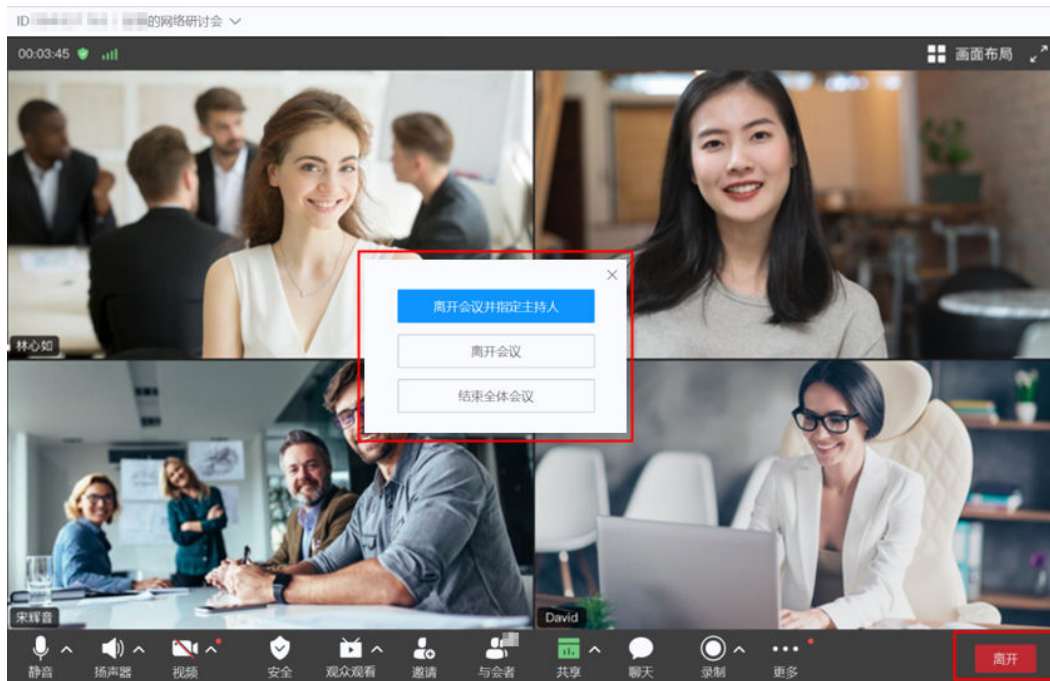 ID 的网络研讨会
00:03:45
画面布局
离开会议并指定主持人
离开会议
结束全体会议
林心如
宋辉音
David
静音 扬声器 视频 安全 观众观看 邀请 与会者 共享 聊天 录制 更多 离开